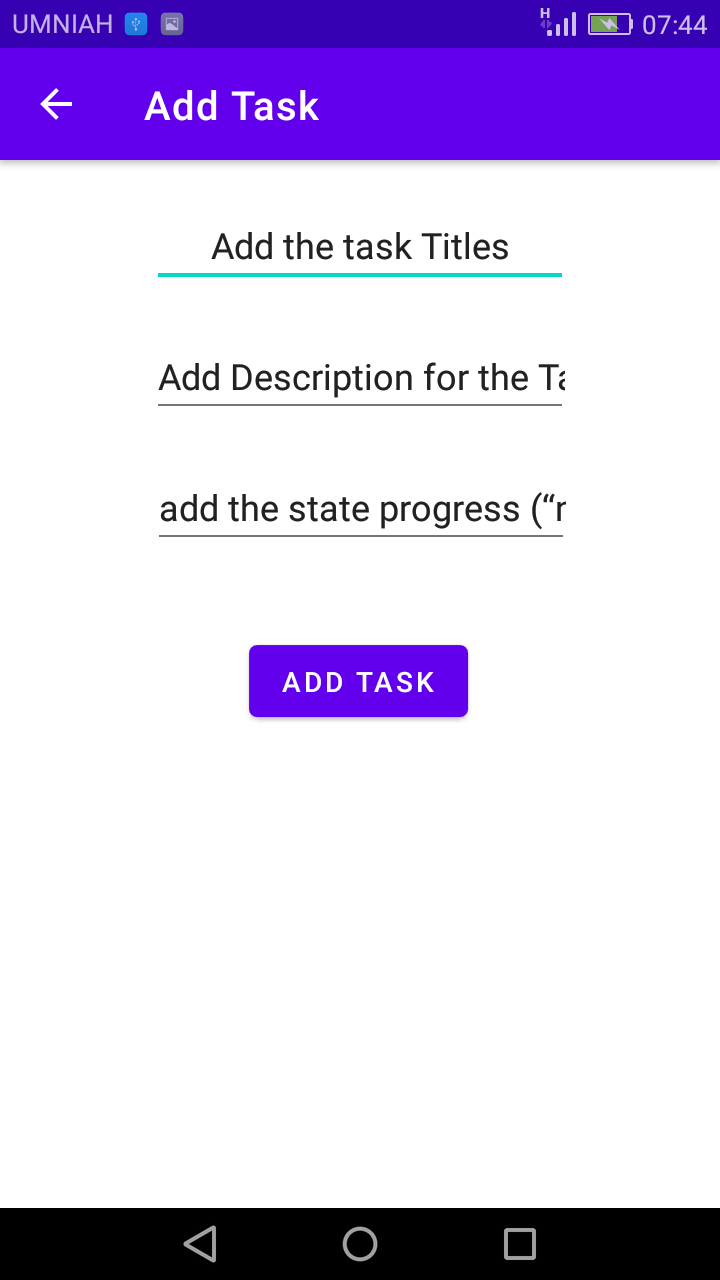 UMNIAH H 07:44
Add Task
Add the task Titles
Add Description for the
add the state progress
ADD TASK